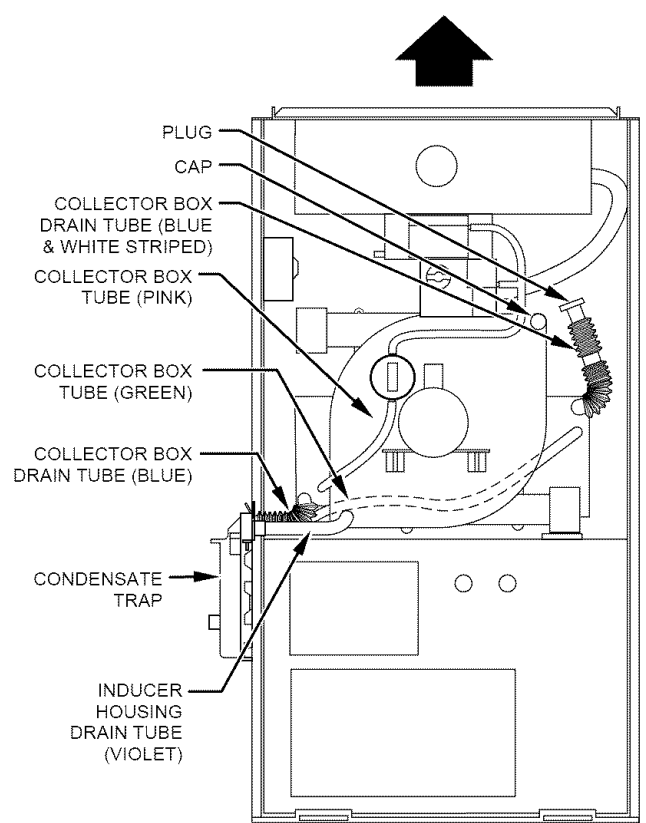 PLUG
CAP
COLLECTOR BOX
DRAIN TUBE (BLUE
& WHITE STRIPED)
COLLECTOR BOX
TUBE (PINK)
COLLECTOR BOX
TUBE (GREEN)
COLLECTOR BOX
DRAIN TUBE (BLUE)
CONDENSATE
TRAP
INDUCER
HOUSING
DRAIN TUBE
(VIOLET)